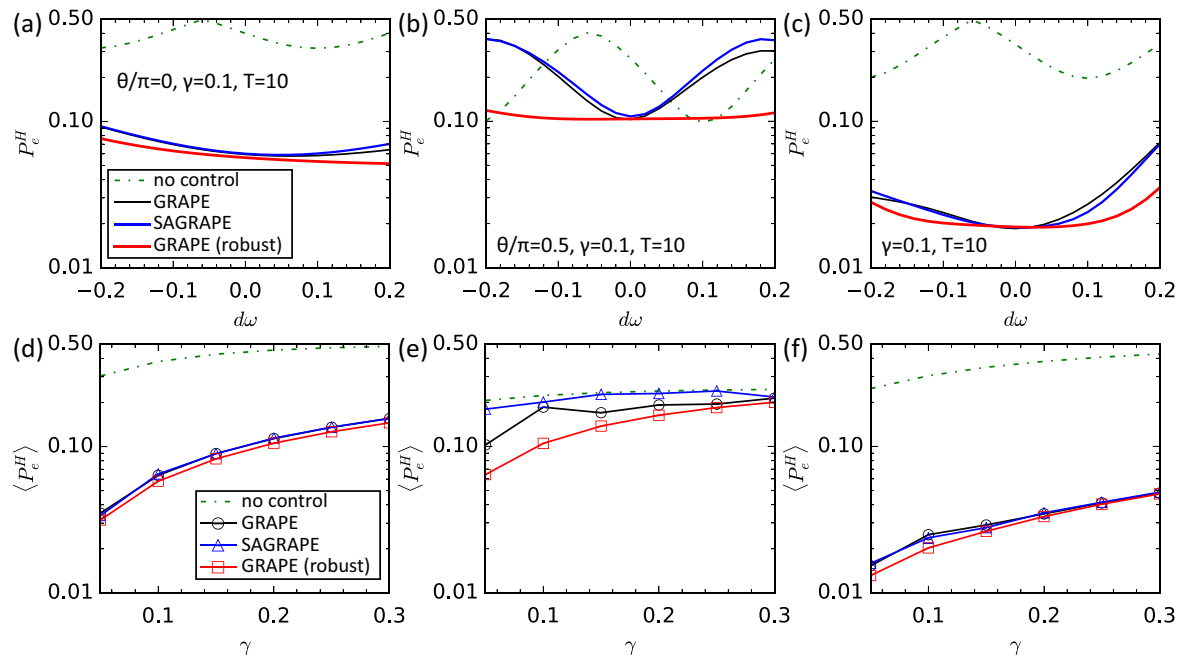 (a)
0.50
0.10
0.01
P_e^H
θ/π=0, γ=0.1, T=10
no control
GRAPE
SAGRAPE
GRAPE (robust)
−0.2 −0.1 0.0 0.1 0.2
dω
(b)
0.50
0.10
0.01
P_e^H
θ/π=0.5, γ=0.1, T=10
−0.2 −0.1 0.0 0.1 0.2
dω
(c)
0.50
0.10
0.01
P_e^H
γ=0.1, T=10
−0.2 −0.1 0.0 0.1 0.2
dω
(d)
0.50
0.10
0.01
⟨P_e^H⟩
no control
GRAPE
SAGRAPE
GRAPE (robust)
0.1 0.2 0.3
γ
(e)
0.50
0.10
0.01
⟨P_e^H⟩
0.1 0.2 0.3
γ
(f)
0.50
0.10
0.01
⟨P_e^H⟩
0.1 0.2 0.3
γ